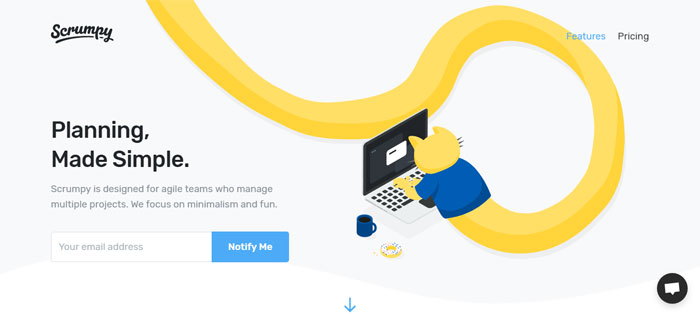 Scrumpy
Features
Pricing
Planning,
Made Simple.
Scrumpy is designed for agile teams who manage
multiple projects. We focus on minimalism and fun.
Your email address
Notify Me